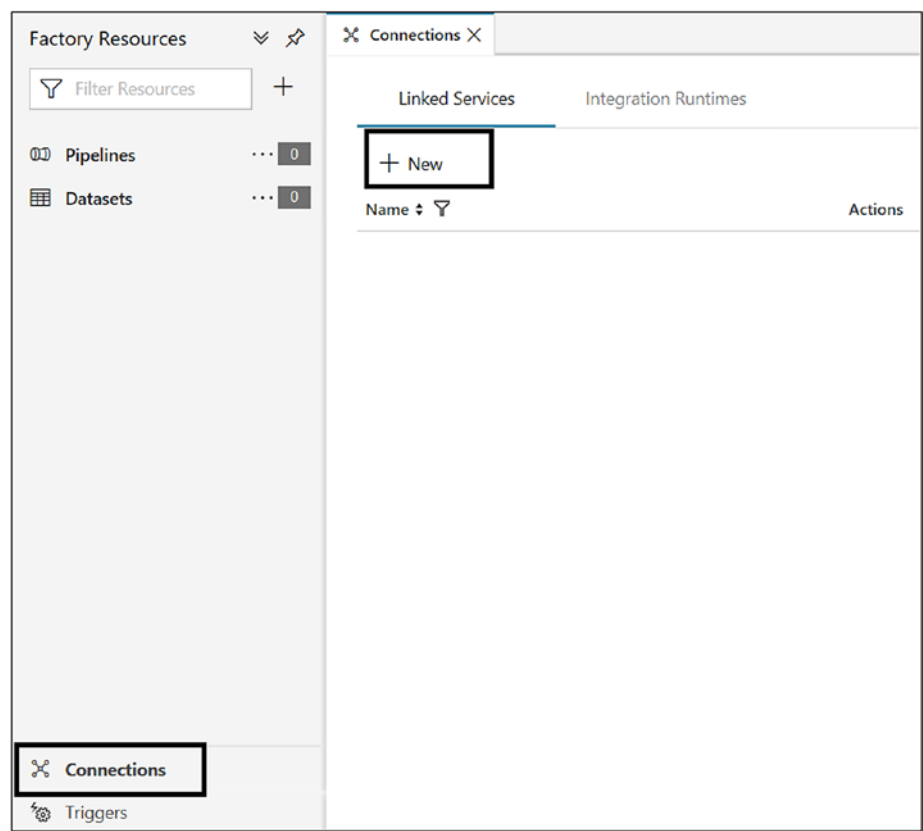 Factory Resources
Connections
Filter Resources
Linked Services
Integration Runtimes
Pipelines
0
New
Datasets
0
Name
Actions
Connections
Triggers